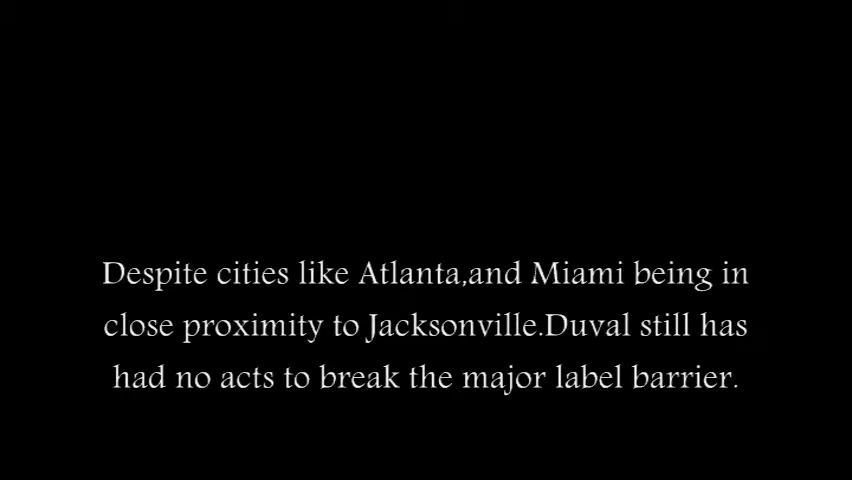 Despite cities like Atlanta,and Miami being in
close proximity to Jacksonville.Duval still has
had no acts to break the major label barrier.